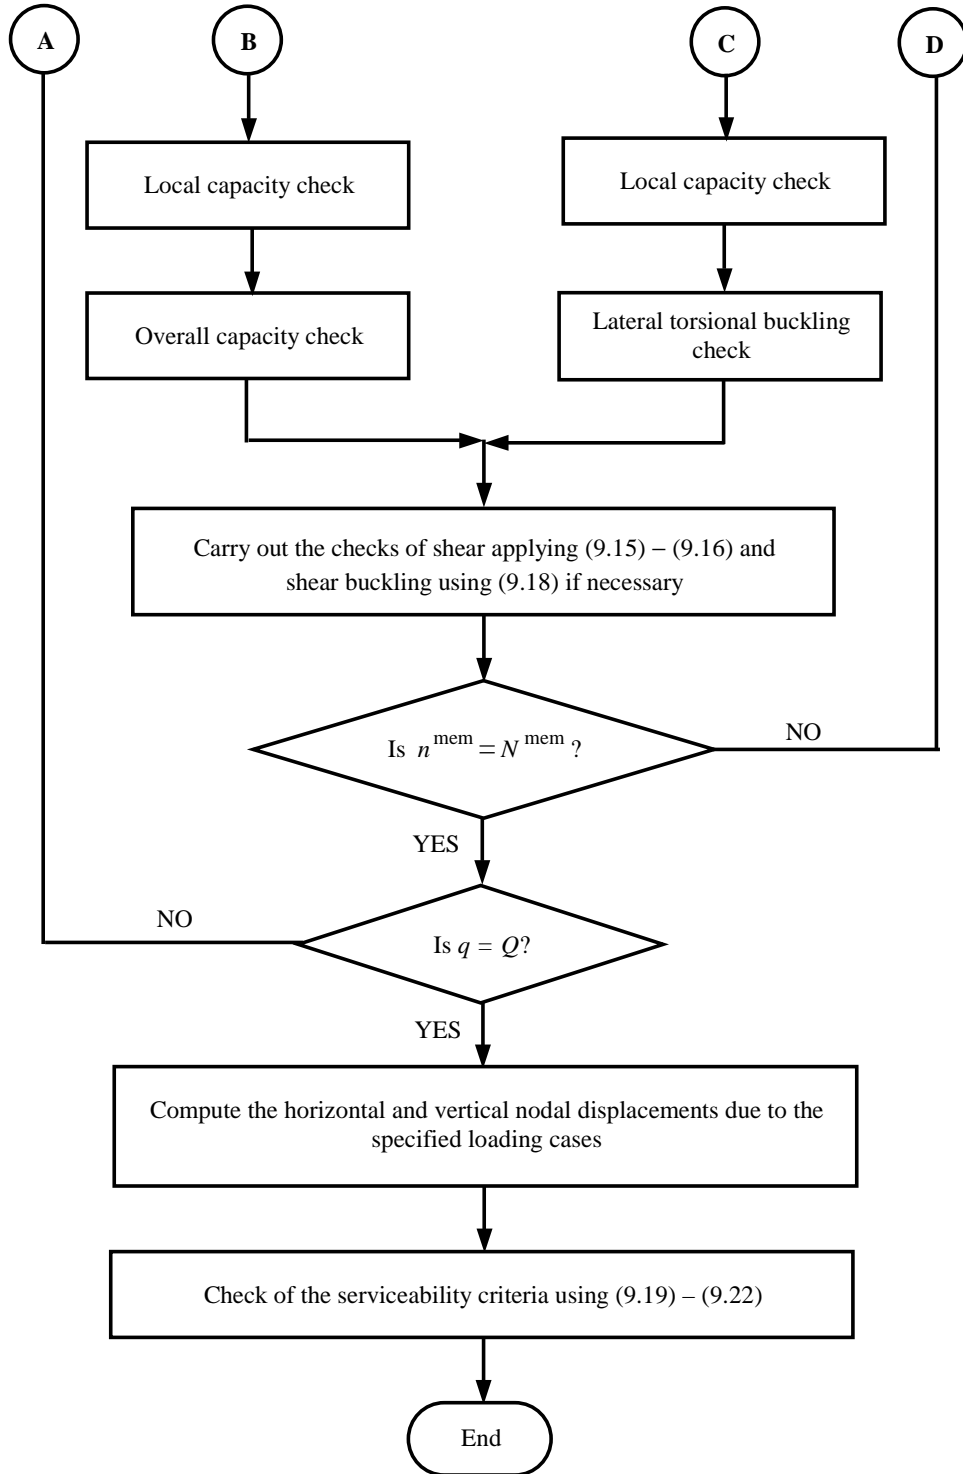 A
B
C
D
Local capacity check
Local capacity check
Overall capacity check
Lateral torsional buckling
check
Carry out the checks of shear applying (9.15) – (9.16) and
shear buckling using (9.18) if necessary
Is n^mem = N^mem ?
NO
YES
NO
Is q = Q?
YES
Compute the horizontal and vertical nodal displacements due to the
specified loading cases
Check of the serviceability criteria using (9.19) – (9.22)
End